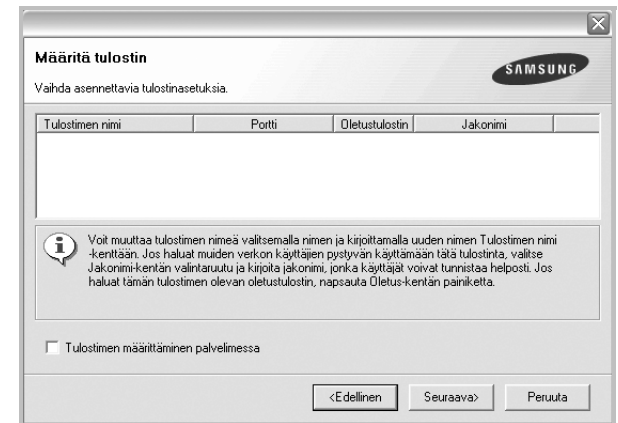 Määritä tulostin
SAMSUNG
Vaihda asennettavia tulostinasetuksia.
Tulostimen nimi Portti Oletustulostin Jakonimi
Voit muuttaa tulostimen nimeä valitsemalla nimen ja kirjoittamalla uuden nimen Tulostimen nimi
-kenttään. Jos haluat muiden verkon käyttäjien pystyvän käyttämään tätä tulostinta, valitse
Jakonimi-kentän valintaruutu ja kirjoita jakonimi, jonka käyttäjät voivat tunnistaa helposti. Jos
haluat tämän tulostimen olevan oletustulostin, napsauta Oletus-kentän painiketta.
Tulostimen määrittäminen palvelimessa
<Edellinen Seuraava> Peruuta